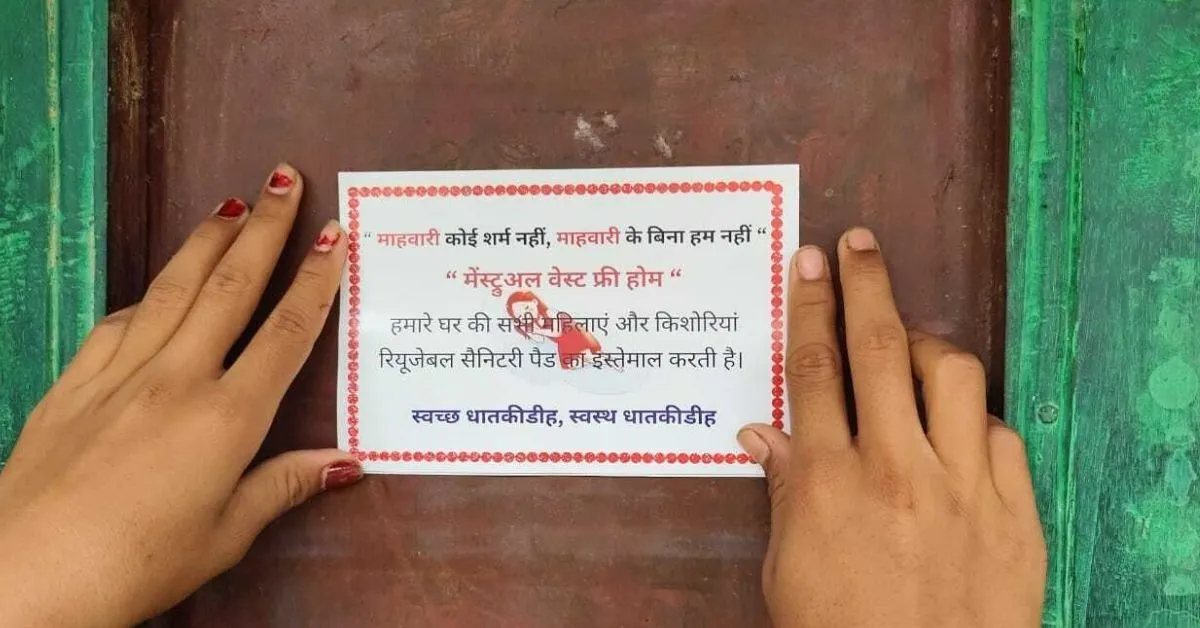 “ माहवारी कोई शर्म नहीं, माहवारी के बिना हम नहीं “
“ मेंस्ट्रुअल वेस्ट फ्री होम “
हमारे घर की सभी महिलाएं और किशोरियां
रियूजेबल सैनिटरी पैड का इस्तेमाल करती है।
स्वच्छ धातकीडीह, स्वस्थ धातकीडीह